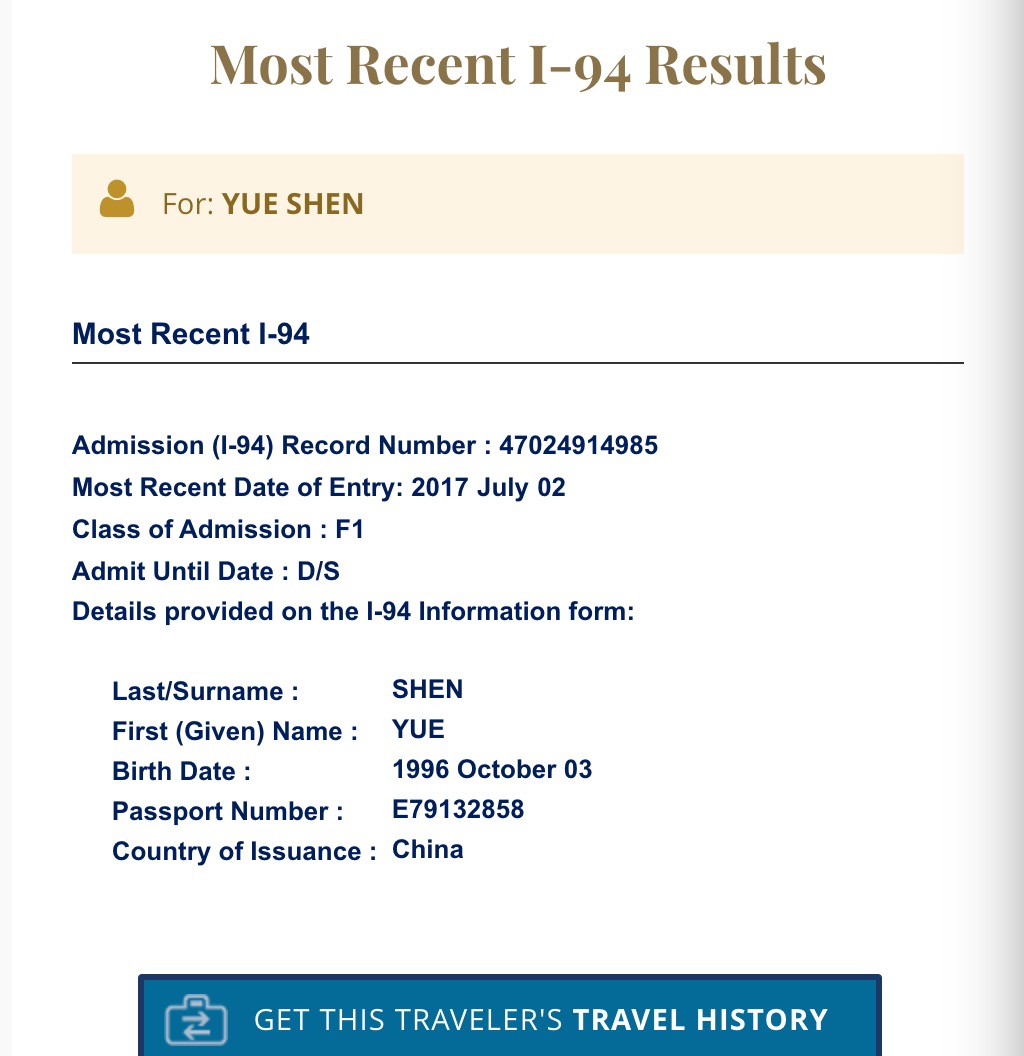 Most Recent I-94 Results
For: YUE SHEN
Most Recent I-94
Admission (I-94) Record Number : 47024914985
Most Recent Date of Entry: 2017 July 02
Class of Admission : F1
Admit Until Date : D/S
Details provided on the I-94 Information form:
Last/Surname : SHEN
First (Given) Name : YUE
Birth Date : 1996 October 03
Passport Number : E79132858
Country of Issuance : China
GET THIS TRAVELER'S TRAVEL HISTORY